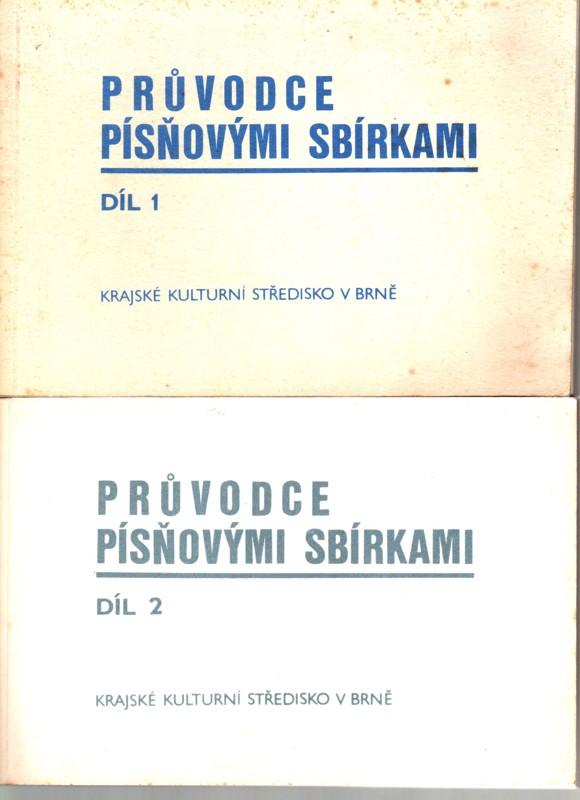 PRŮVODCE
PÍSŇOVÝMI SBÍRKAMI
DÍL 1
KRAJSKÉ KULTURNÍ STŘEDISKO V BRNĚ
PRŮVODCE
PÍSŇOVÝMI SBÍRKAMI
DÍL 2
KRAJSKÉ KULTURNÍ STŘEDISKO V BRNĚ